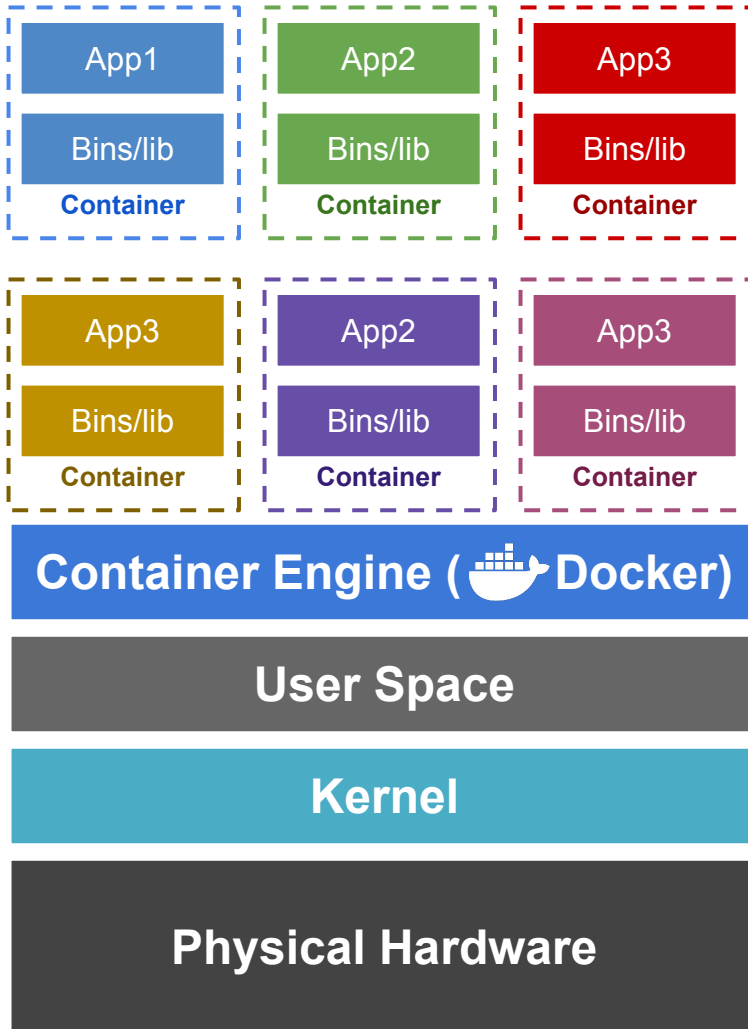 App1 App2 App3
Bins/lib Bins/lib Bins/lib
Container Container Container
App3 App2 App3
Bins/lib Bins/lib Bins/lib
Container Container Container
Container Engine ( Docker)
User Space
Kernel
Physical Hardware